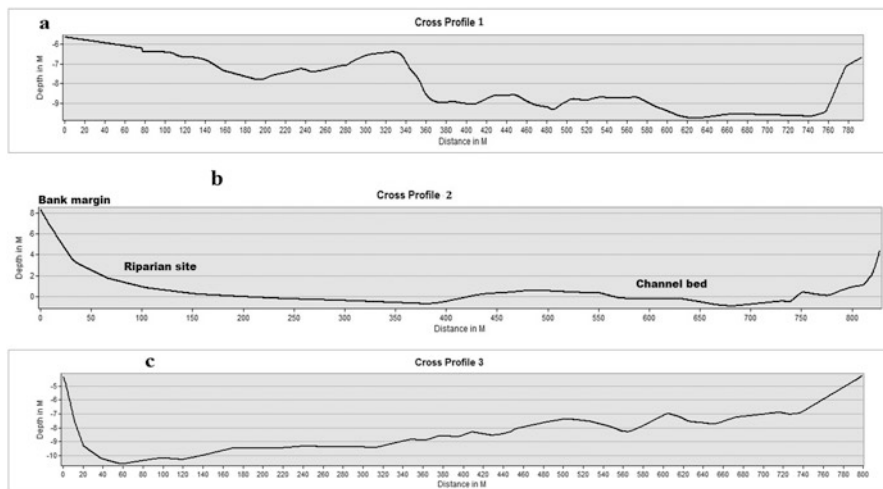 a
Cross Profile 1
Depth in M
-6
-7
-8
-9
0 20 40 60 80 100 120 140 160 180 200 220 240 260 280 300 320 340 360 380 400 420 440 460 480 500 520 540 560 580 600 620 640 660 680 700 720 740 760 780
Distance in M
b
Cross Profile 2
Bank margin
Depth in M
8
6
4
2
0
Riparian site
Channel bed
0 50 100 150 200 250 300 350 400 450 500 550 600 650 700 750 800
Distance in M
c
Cross Profile 3
Depth in M
-5
-6
-7
-8
-9
-10
0 20 40 60 80 100 120 140 160 180 200 220 240 260 280 300 320 340 360 380 400 420 440 460 480 500 520 540 560 580 600 620 640 660 680 700 720 740 760 780 800
Distance in M